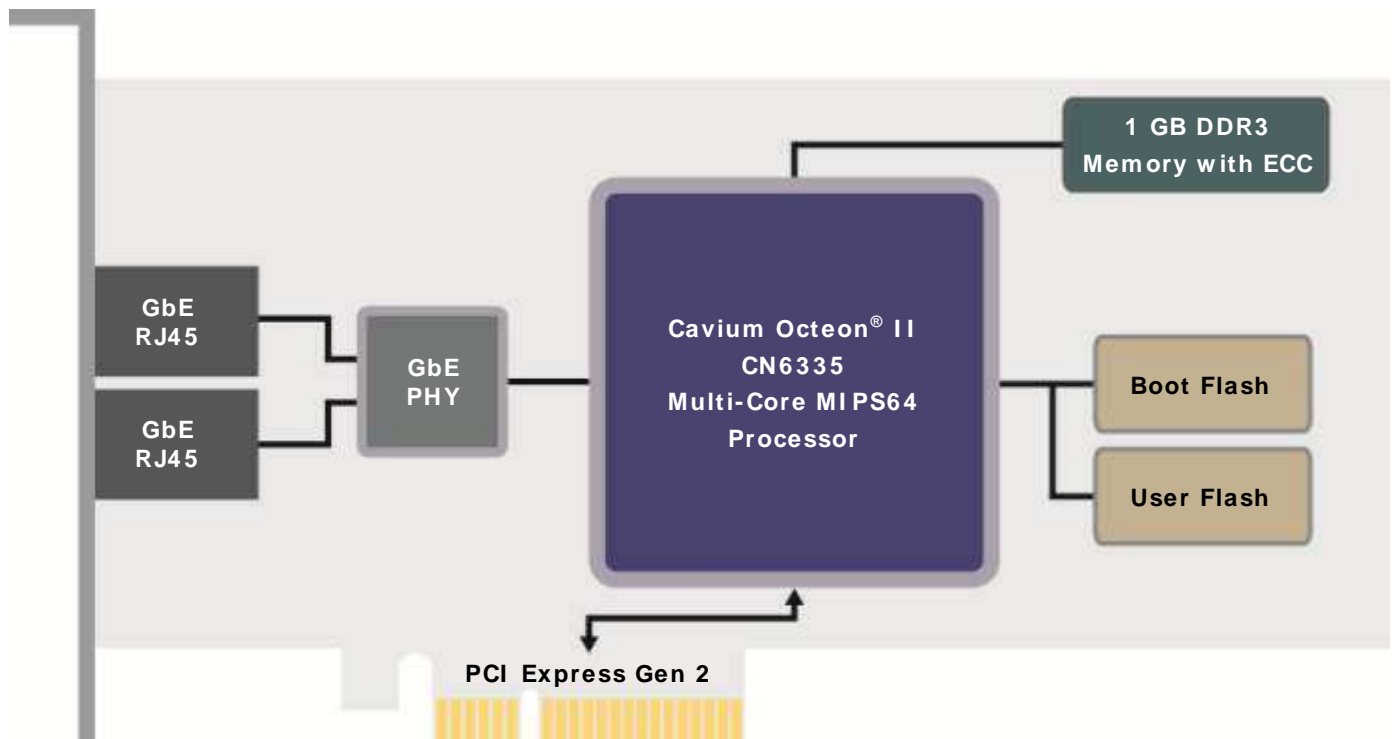 1 GB DDR3
Memory with ECC
GbE
RJ45
GbE
RJ45
GbE
PHY
Cavium Octeon® II
CN6335
Multi-Core MIPS64
Processor
Boot Flash
User Flash
PCI Express Gen 2